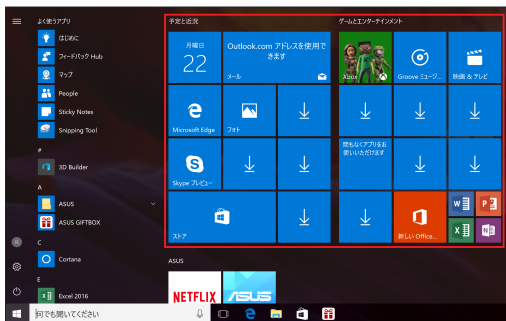 よく使うアプリ
はじめに
フィードバック Hub
マップ
People
Sticky Notes
Snipping Tool
#
3D Builder
A
ASUS
ASUS GIFTBOX
C
Cortana
E
Excel 2016
何でも聞いてください
予定と近況
月曜日
22
Outlook.com アドレスを使用で
きます
メール
Microsoft Edge
フォト
Skype プレビュー
ストア
ゲームとエンターテインメント
Xbox
Groove ミュージ...
映画 & テレビ
間もなくアプリをお
使いいただけます
新しい Office...
ASUS
NETFLIX
ASUS